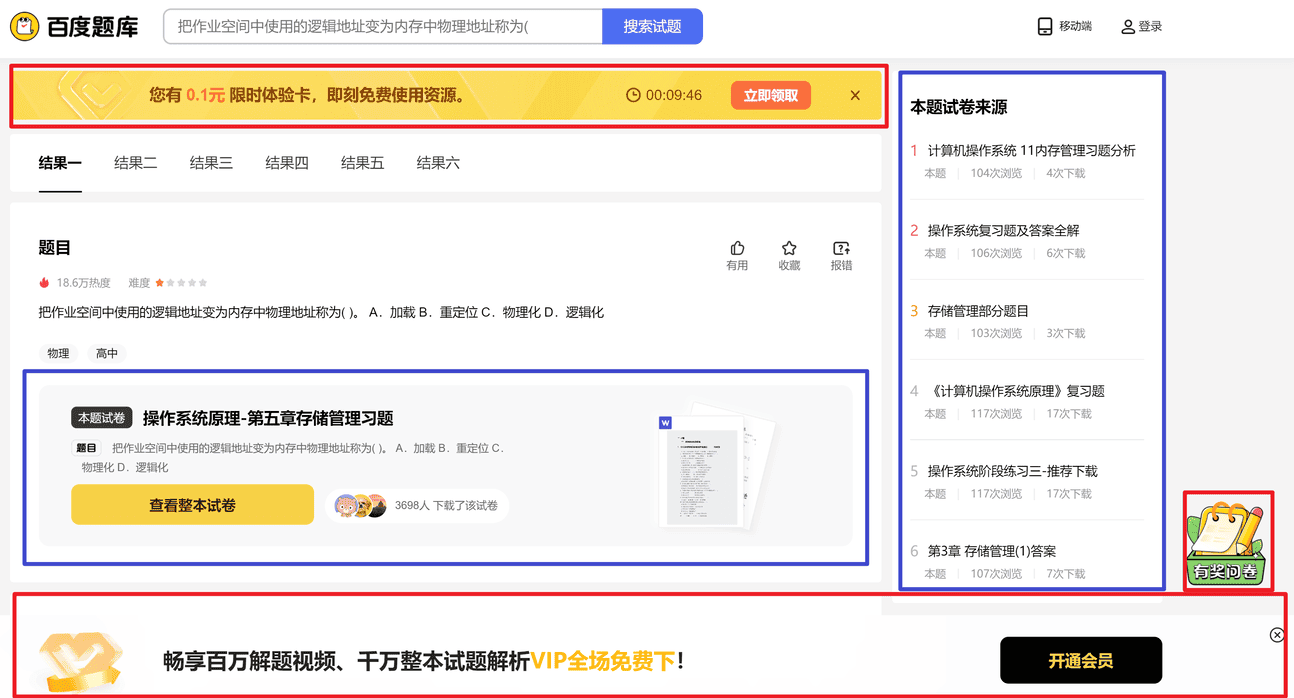 百度题库
把作业空间中使用的逻辑地址变为内存中物理地址称为(
搜索试题
移动端
登录
您有 0.1元 限时体验卡，即刻免费使用资源。
00:09:46
立即领取
结果一 结果二 结果三 结果四 结果五 结果六
题目
有用 收藏 报错
18.6万热度 难度
把作业空间中使用的逻辑地址变为内存中物理地址称为( )。 A．加载 B．重定位 C．物理化 D．逻辑化
物理 高中
本题试卷 操作系统原理-第五章存储管理习题
题目 把作业空间中使用的逻辑地址变为内存中物理地址称为( )。 A．加载 B．重定位 C．
物理化 D．逻辑化
查看整本试卷
3698人 下载了该试卷
W
本题试卷来源
1 计算机操作系统 11内存管理习题分析
本题 104次浏览 4次下载
2 操作系统复习题及答案全解
本题 106次浏览 6次下载
3 存储管理部分题目
本题 103次浏览 3次下载
4 《计算机操作系统原理》复习题
本题 117次浏览 17次下载
5 操作系统阶段练习三-推荐下载
本题 117次浏览 17次下载
6 第3章 存储管理(1)答案
本题 107次浏览 7次下载
有奖问卷
畅享百万解题视频、千万整本试题解析VIP全场免费下！
开通会员